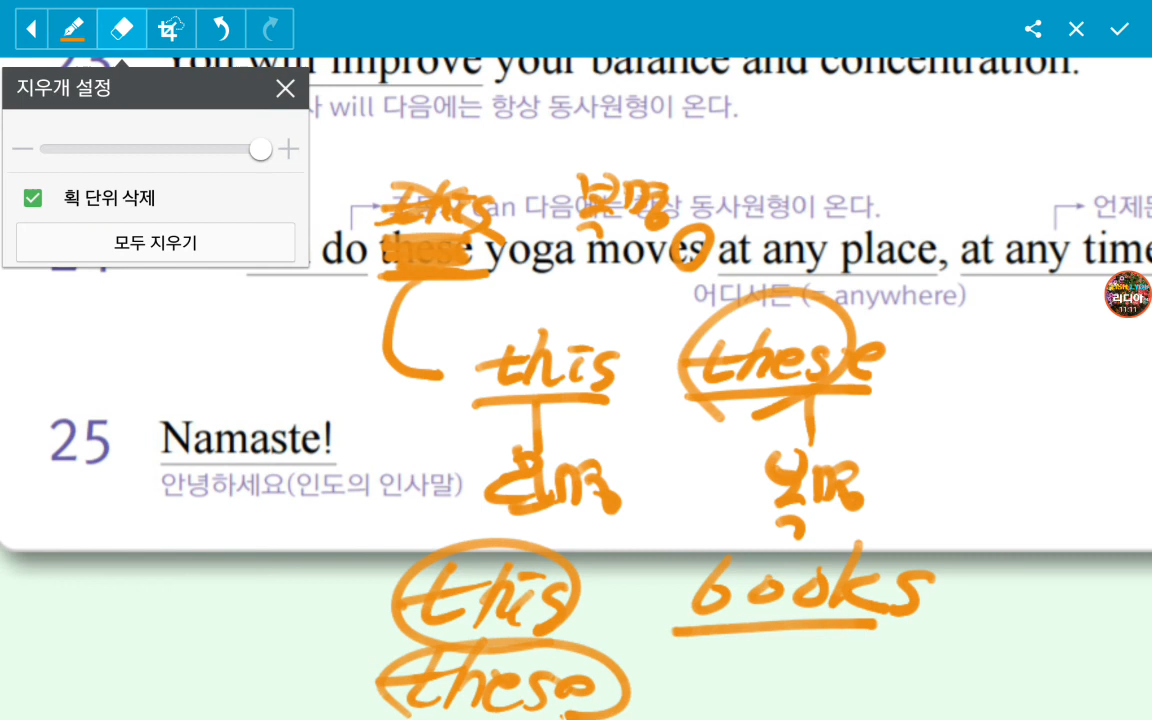 You will improve your balance and concentration.
지우개 설정
will 다음에는 항상 동사원형이 온다.
획 단위 삭제
this 복명
can 다음에는 항상 동사원형이 온다.
언제든
모두 지우기
do these yoga moves at any place, at any time
어디서든 (= anywhere)
리디아
11:11
this these
25 Namaste!
안녕하세요(인도의 인사말)
this books
these